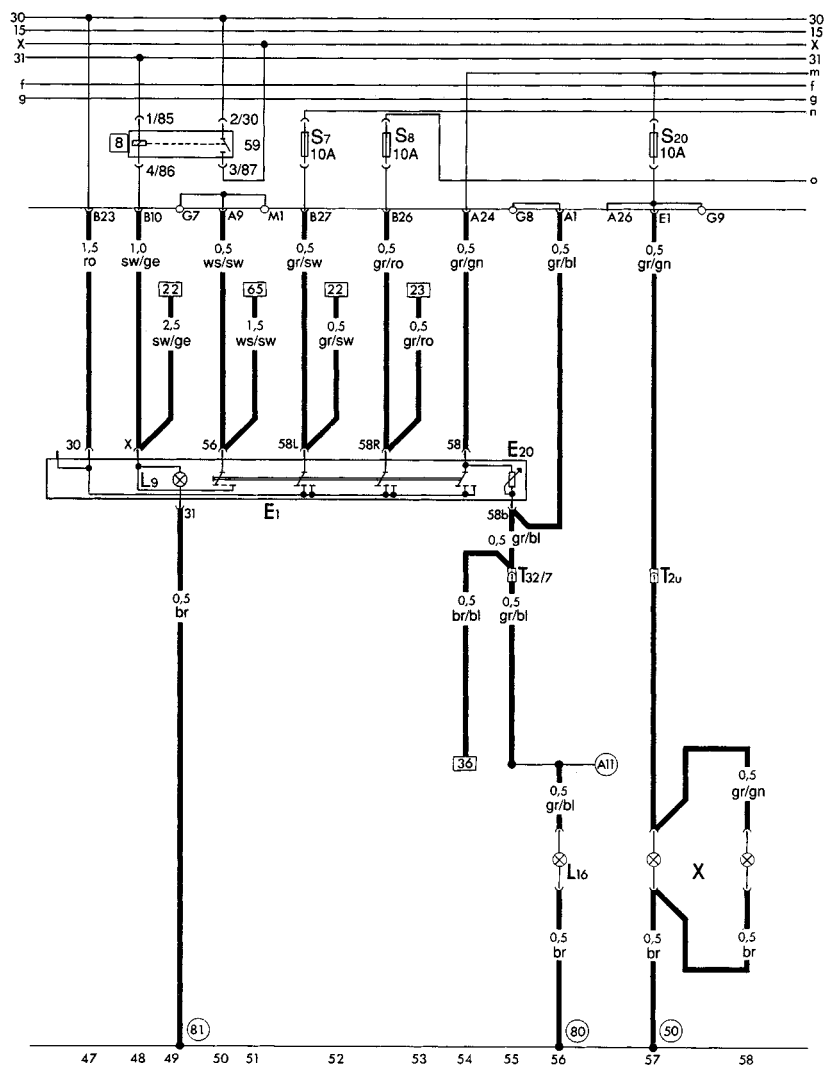 30 30
15 15
X X
31 31
m
f f
g g
n
1/85 2/30
8 59
S7 10A
S8 10A
S20 10A
4/86 3/87
o
B23 B10 G7 A9 M1 B27 B26 A24 G8 A1 A26 E1 G9
1,5 ro
1,0 sw/ge
0,5 ws/sw
0,5 gr/sw
0,5 gr/ro
0,5 gr/gn
0,5 gr/bl
0,5 gr/gn
22 65 22 23
2,5 sw/ge
1,5 ws/sw
0,5 gr/sw
0,5 gr/ro
30 X 56 58L 58R 58 E20
L9
E1
31 58b
0,5 gr/bl
T32/7 T2u
0,5 br
0,5 br/bl
0,5 gr/bl
36 A11
0,5 gr/bl
0,5 gr/gn
L16 X
0,5 br
0,5 br
0,5 br
81 80 50
47 48 49 50 51 52 53 54 55 56 57 58